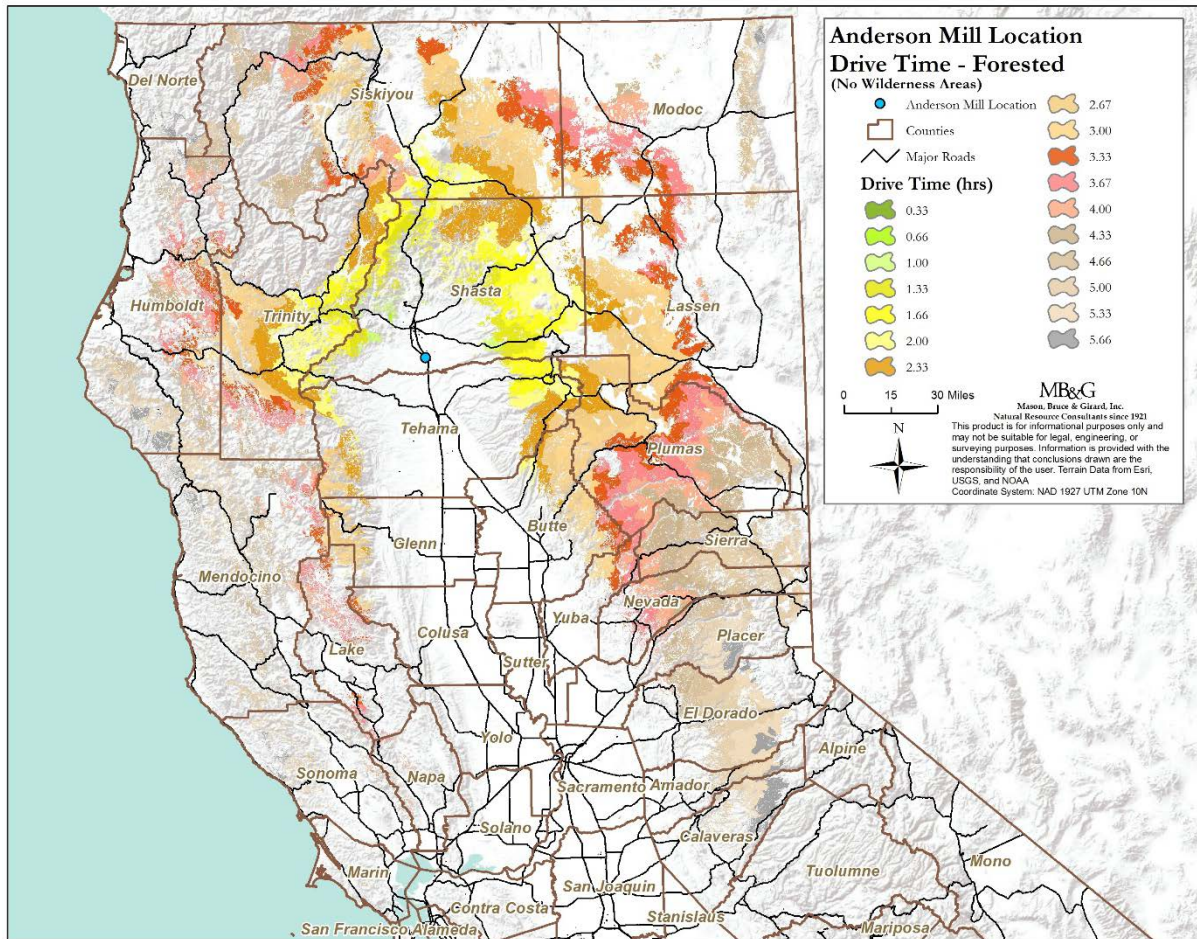 Anderson Mill Location
Drive Time - Forested
(No Wilderness Areas)
Anderson Mill Location
Counties
Major Roads
Drive Time (hrs)
0.33
0.66
1.00
1.33
1.66
2.00
2.33
2.67
3.00
3.33
3.67
4.00
4.33
4.66
5.00
5.33
5.66
0 15 30 Miles
N
MB&G
Mason, Bruce & Girard, Inc.
Natural Resource Consultants since 1921
This product is for informational purposes only and
may not be suitable for legal, engineering, or
surveying purposes. Information is provided with the
understanding that conclusions drawn are the
responsibility of the user. Terrain Data from Esri,
USGS, and NOAA
Coordinate System: NAD 1927 UTM Zone 10N
Del Norte
Siskiyou
Modoc
Humboldt
Trinity
Shasta
Lassen
Tehama
Plumas
Butte
Glenn
Sierra
Mendocino
Nevada
Yuba
Colusa
Placer
Lake
Sutter
El Dorado
Yolo
Alpine
Sonoma
Napa
Sacramento
Amador
Solano
Calaveras
Marin
Mono
Tuolumne
San Joaquin
Contra Costa
Stanislaus
San Francisco
Alameda
Mariposa